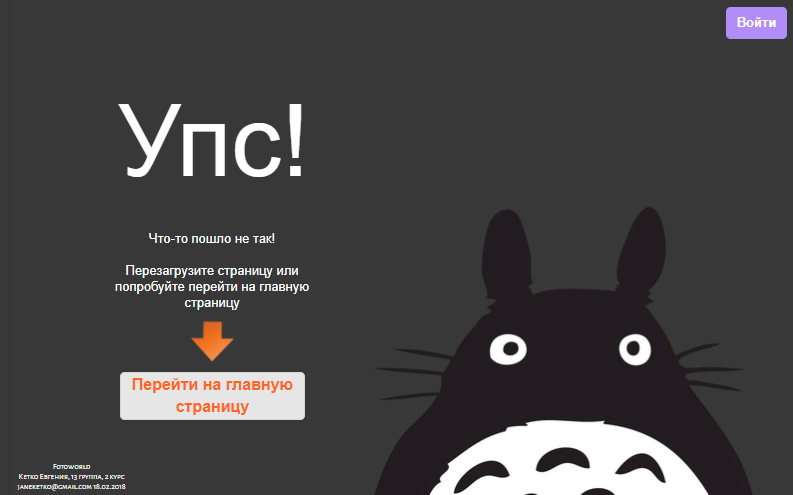 Войти
Упс!
Что-то пошло не так!
Перезагрузите страницу или
попробуйте перейти на главную
страницу
Перейти на главную
страницу
Fotoworld
Кетко Евгения, 13 группа, 2 курс
janeketko@gmail.com 18.02.2018